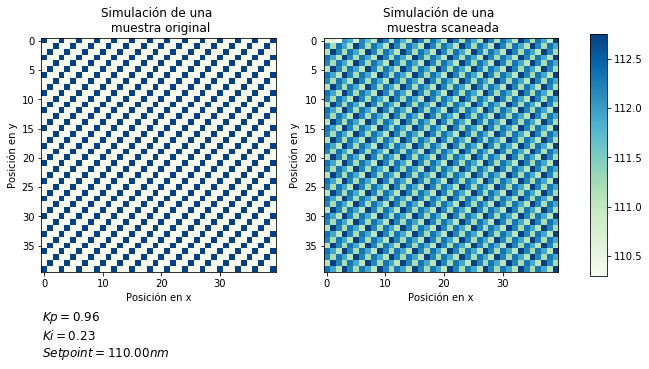 Simulación de una
muestra original
Simulación de una
muestra scaneada
0
5
10
15
20
25
30
35
Posición en y
0 10 20 30
Posición en x
0
5
10
15
20
25
30
35
Posición en y
0 10 20 30
Posición en x
112.5
112.0
111.5
111.0
110.5
Kp = 0.96
Ki = 0.23
Setpoint = 110.00nm